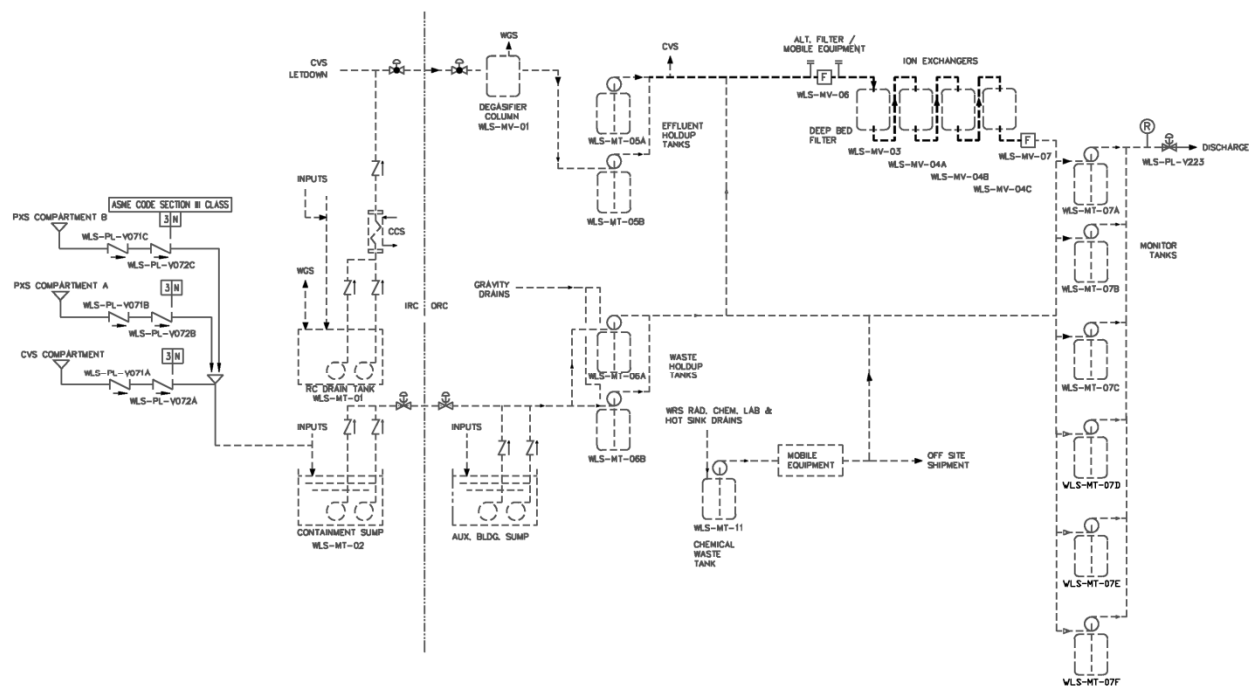 CVS
LETDOWN
WGS
DEGASIFIER
COLUMN
WLS-MV-01
CVS
WLS-MT-05A
EFFLUENT
HOLDUP
TANKS
WLS-MT-05B
ALT. FILTER /
MOBILE EQUIPMENT
F
WLS-MV-06
ION EXCHANGERS
DEEP BED
FILTER
WLS-MV-03
WLS-MV-04A
WLS-MV-04B
WLS-MV-04C
F
WLS-MV-07
R
DISCHARGE
WLS-PL-V223
WLS-MT-07A
MONITOR
TANKS
WLS-MT-07B
WLS-MT-07C
WLS-MT-07D
WLS-MT-07E
WLS-MT-07F
ASME CODE SECTION III CLASS
3 N
PXS COMPARTMENT B
WLS-PL-V071C
WLS-PL-V072C
3 N
PXS COMPARTMENT A
WLS-PL-V071B
WLS-PL-V072B
3 N
CVS COMPARTMENT
WLS-PL-V071A
WLS-PL-V072A
INPUTS
CCS
WGS
IRC
ORC
RC DRAIN TANK
WLS-MT-01
INPUTS
CONTAINMENT SUMP
WLS-MT-02
INPUTS
AUX. BLDG. SUMP
GRAVITY
DRAINS
WLS-MT-06A
WASTE
HOLDUP
TANKS
WLS-MT-06B
WRS RAD, CHEM, LAB &
HOT SINK DRAINS
MOBILE
EQUIPMENT
OFF SITE
SHIPMENT
WLS-MT-11
CHEMICAL
WASTE
TANK